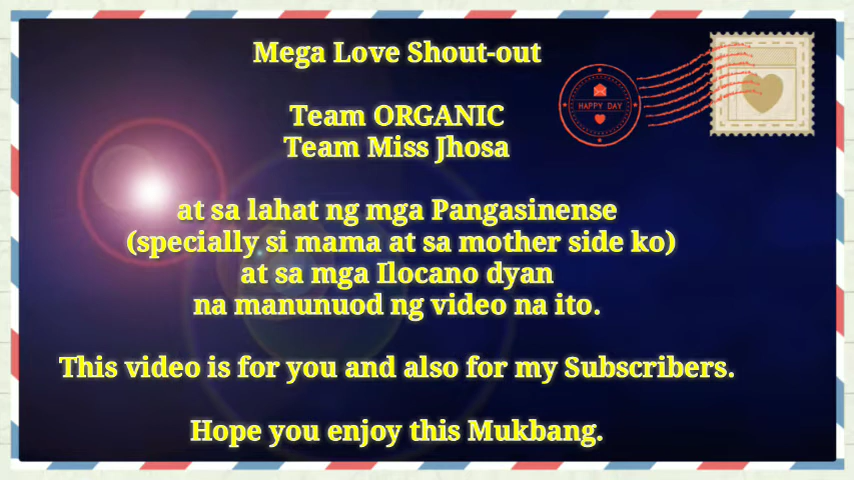 Mega Love Shout-out
HAPPY DAY
Team ORGANIC
Team Miss Jhosa
at sa lahat ng mga Pangasinense
(specially si mama at sa mother side ko)
at sa mga Ilocano dyan
na manunuod ng video na ito.
This video is for you and also for my Subscribers.
Hope you enjoy this Mukbang.